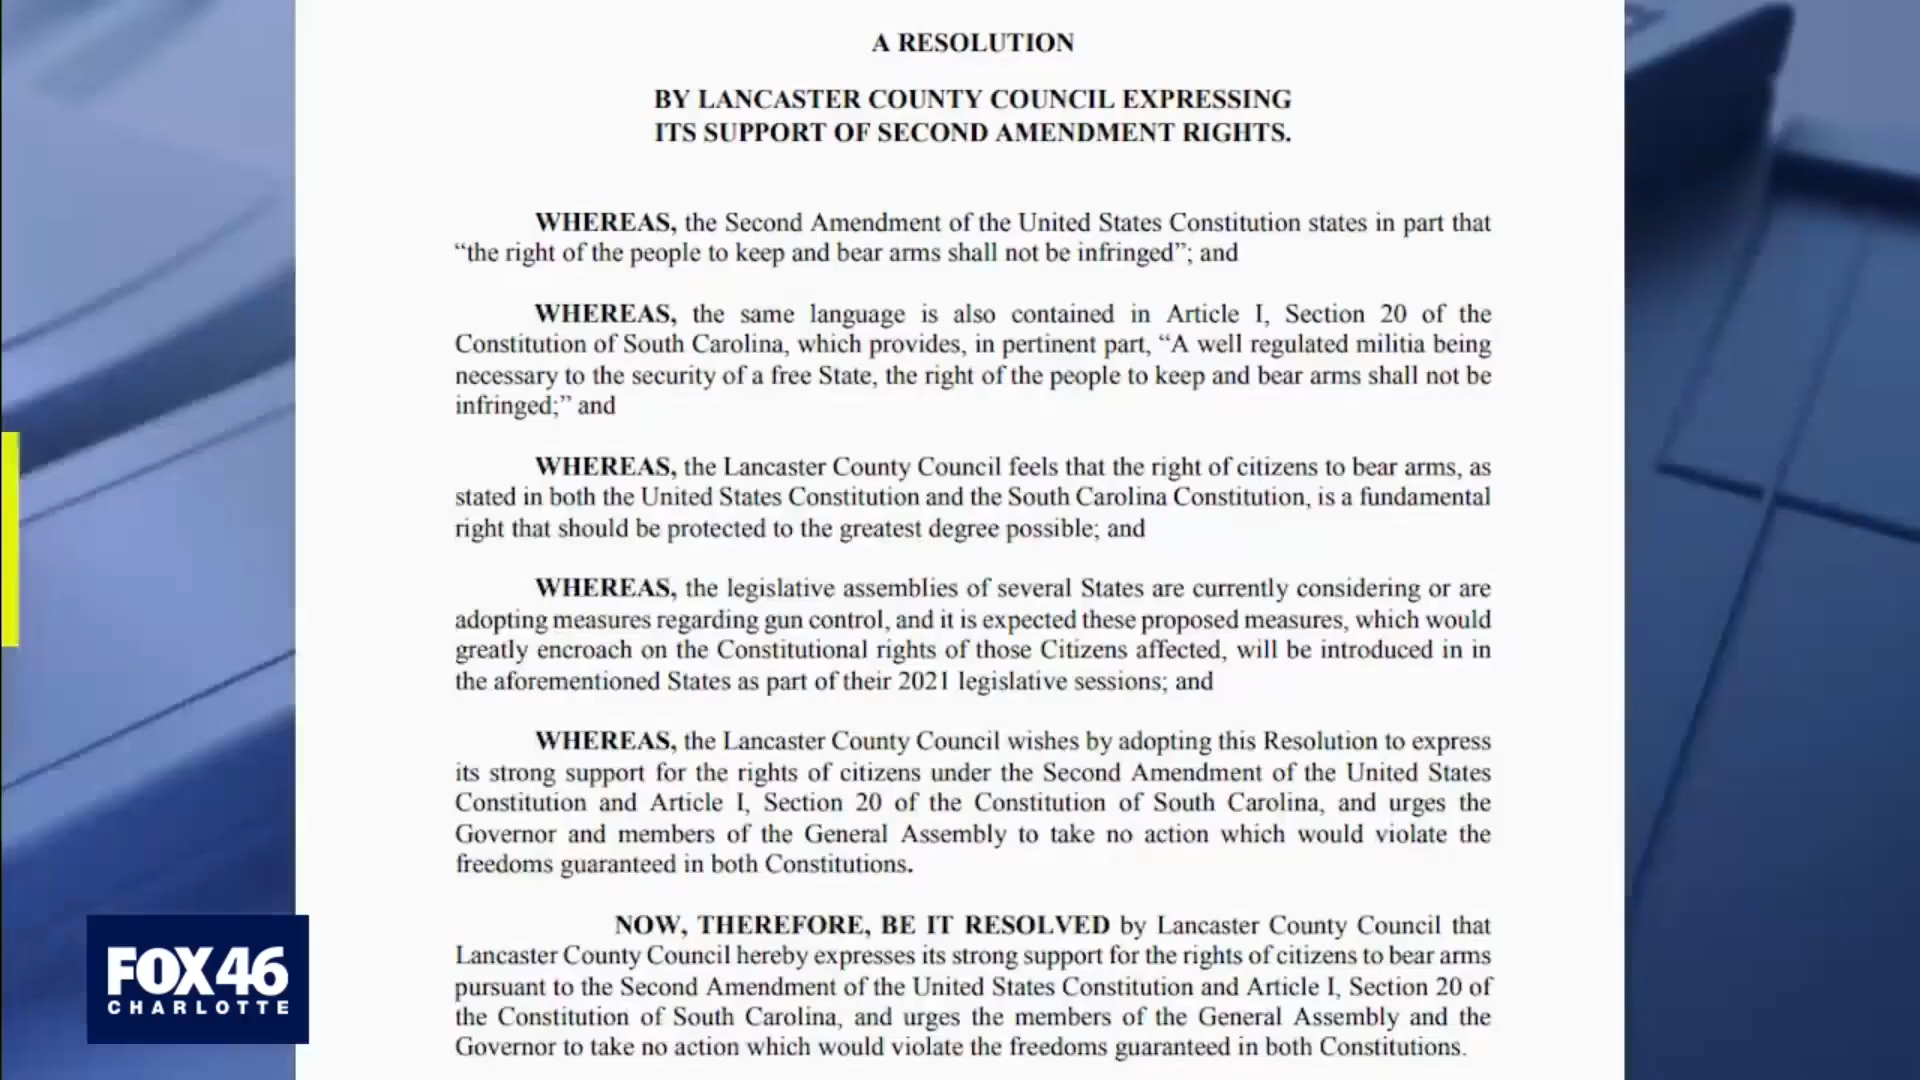 A RESOLUTION
BY LANCASTER COUNTY COUNCIL EXPRESSING
ITS SUPPORT OF SECOND AMENDMENT RIGHTS.
WHEREAS, the Second Amendment of the United States Constitution states in part that
“the right of the people to keep and bear arms shall not be infringed”; and
WHEREAS, the same language is also contained in Article I, Section 20 of the
Constitution of South Carolina, which provides, in pertinent part, “A well regulated militia being
necessary to the security of a free State, the right of the people to keep and bear arms shall not be
infringed;” and
WHEREAS, the Lancaster County Council feels that the right of citizens to bear arms, as
stated in both the United States Constitution and the South Carolina Constitution, is a fundamental
right that should be protected to the greatest degree possible; and
WHEREAS, the legislative assemblies of several States are currently considering or are
adopting measures regarding gun control, and it is expected these proposed measures, which would
greatly encroach on the Constitutional rights of those Citizens affected, will be introduced in in
the aforementioned States as part of their 2021 legislative sessions; and
WHEREAS, the Lancaster County Council wishes by adopting this Resolution to express
its strong support for the rights of citizens under the Second Amendment of the United States
Constitution and Article I, Section 20 of the Constitution of South Carolina, and urges the
Governor and members of the General Assembly to take no action which would violate the
freedoms guaranteed in both Constitutions.
NOW, THEREFORE, BE IT RESOLVED by Lancaster County Council that
Lancaster County Council hereby expresses its strong support for the rights of citizens to bear arms
pursuant to the Second Amendment of the United States Constitution and Article I, Section 20 of
the Constitution of South Carolina, and urges the members of the General Assembly and the
Governor to take no action which would violate the freedoms guaranteed in both Constitutions.
FOX46
CHARLOTTE